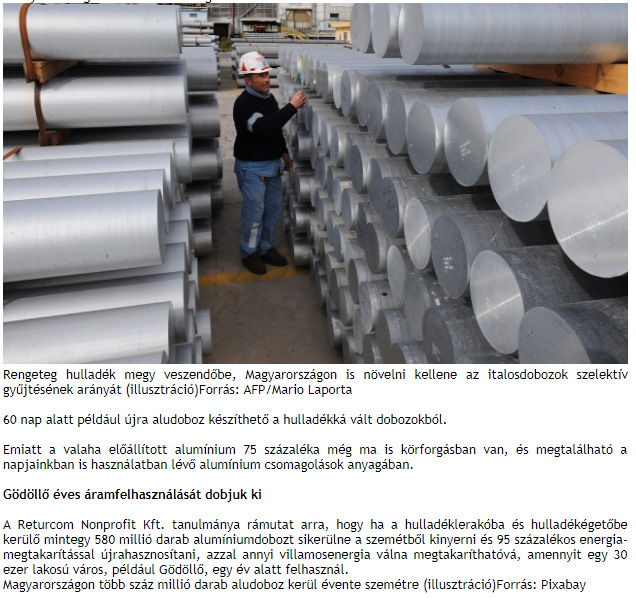 Rengeteg hulladék megy veszendőbe, Magyarországon is növelni kellene az italosdobozok szelektív
gyűjtésének arányát (illusztráció)Forrás: AFP/Mario Laporta
60 nap alatt például újra aludoboz készíthető a hulladékká vált dobozokból.
Emiatt a valaha előállított alumínium 75 százaléka még ma is körforgásban van, és megtalálható a
napjainkban is használatban lévő alumínium csomagolások anyagában.
Gödöllő éves áramfelhasználását dobjuk ki
A Returcom Nonprofit Kft. tanulmánya rámutat arra, hogy ha a hulladéklerakóba és hulladékégetőbe
kerülő mintegy 580 millió darab alumíniumdobozt sikerülne a szemétből kinyerni és 95 százalékos energia-
megtakarítással újrahasznosítani, azzal annyi villamosenergia válna megtakaríthatóvá, amennyit egy 30
ezer lakosú város, például Gödöllő, egy év alatt felhasznál.
Magyarországon több száz millió darab aludoboz kerül évente szemétre (illusztráció)Forrás: Pixabay